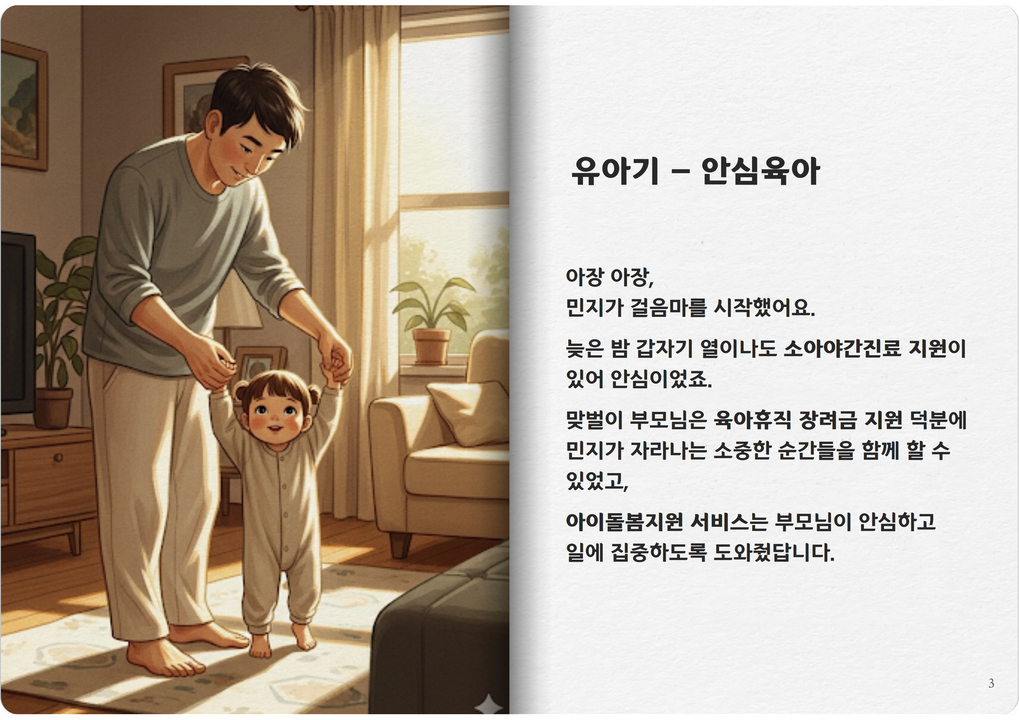 유아기 – 안심육아
아장 아장,
민지가 걸음마를 시작했어요.
늦은 밤 갑자기 열이나도 소아야간진료 지원이
있어 안심이었죠.
맞벌이 부모님은 육아휴직 장려금 지원 덕분에
민지가 자라나는 소중한 순간들을 함께 할 수
있었고,
아이돌봄지원 서비스는 부모님이 안심하고
일에 집중하도록 도와줬답니다.
3